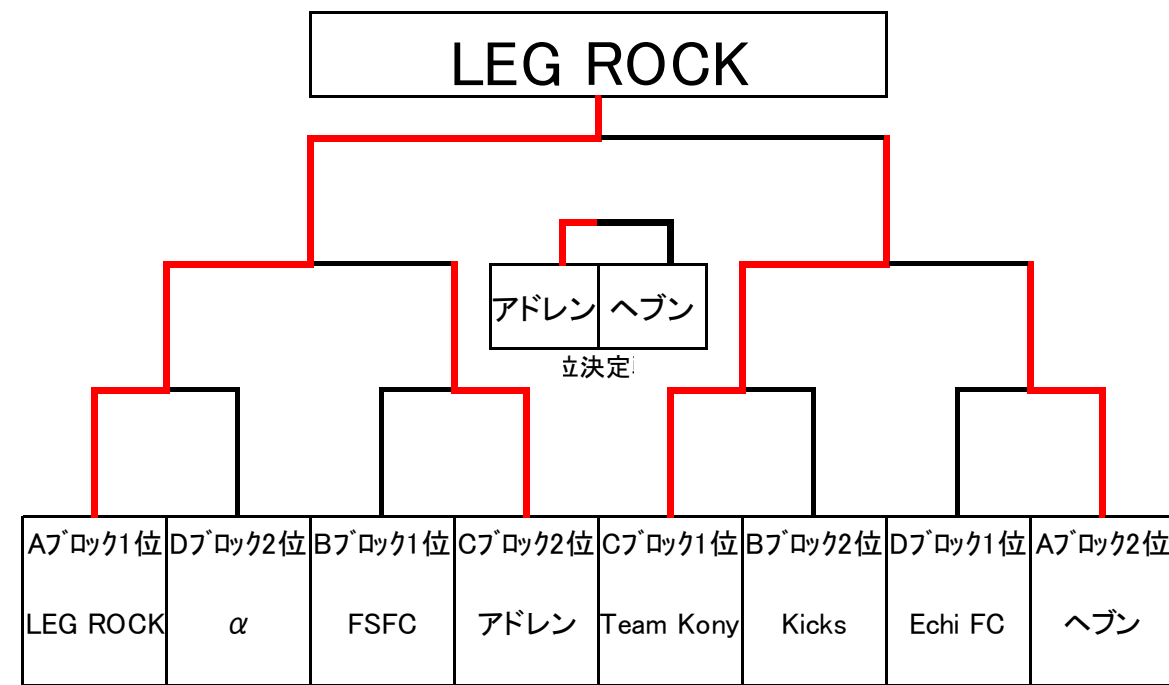 LEG ROCK
アドレン ヘブン
位決定
Aブロック1位 Dブロック2位 Bブロック1位 Cブロック2位 Cブロック1位 Bブロック2位 Dブロック1位 Aブロック2位
LEG ROCK α FSFC アドレン Team Kony Kicks Echi FC ヘブン